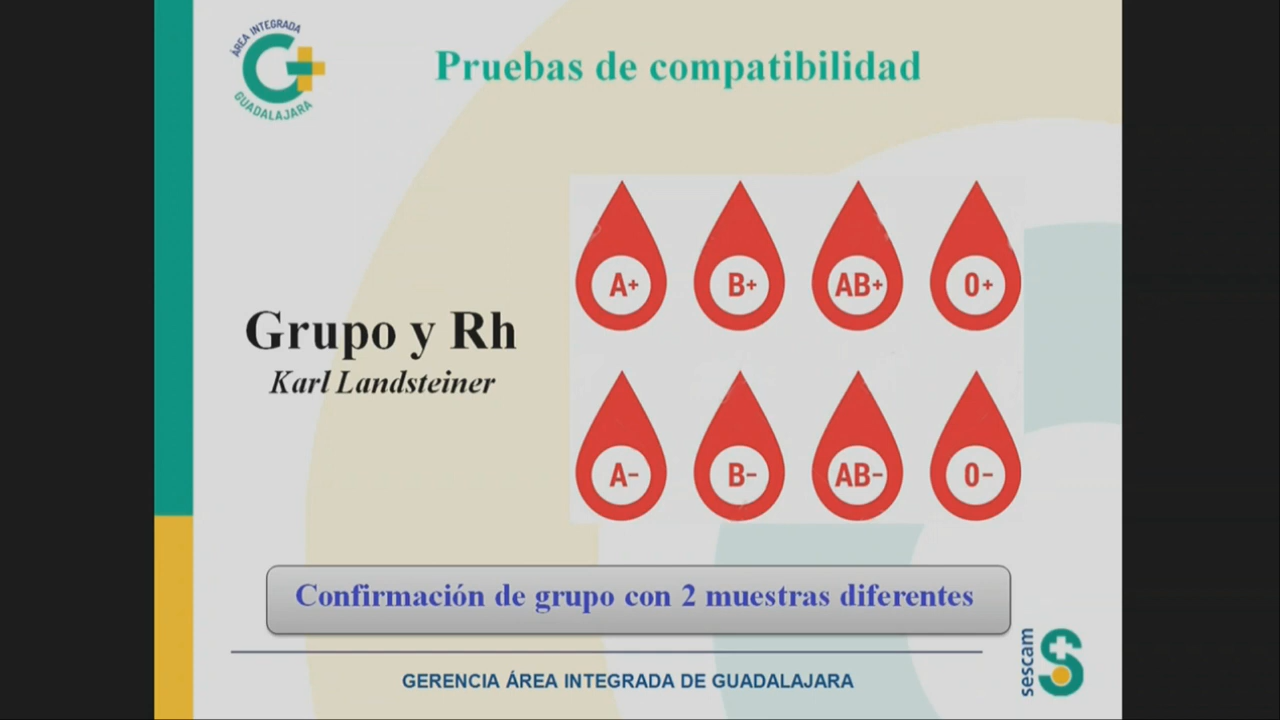 ÁREA INTEGRADA
GUADALAJARA
Pruebas de compatibilidad
A+ B+ AB+ 0+
Grupo y Rh
Karl Landsteiner
A- B- AB- 0-
Confirmación de grupo con 2 muestras diferentes
GERENCIA ÁREA INTEGRADA DE GUADALAJARA
sescam